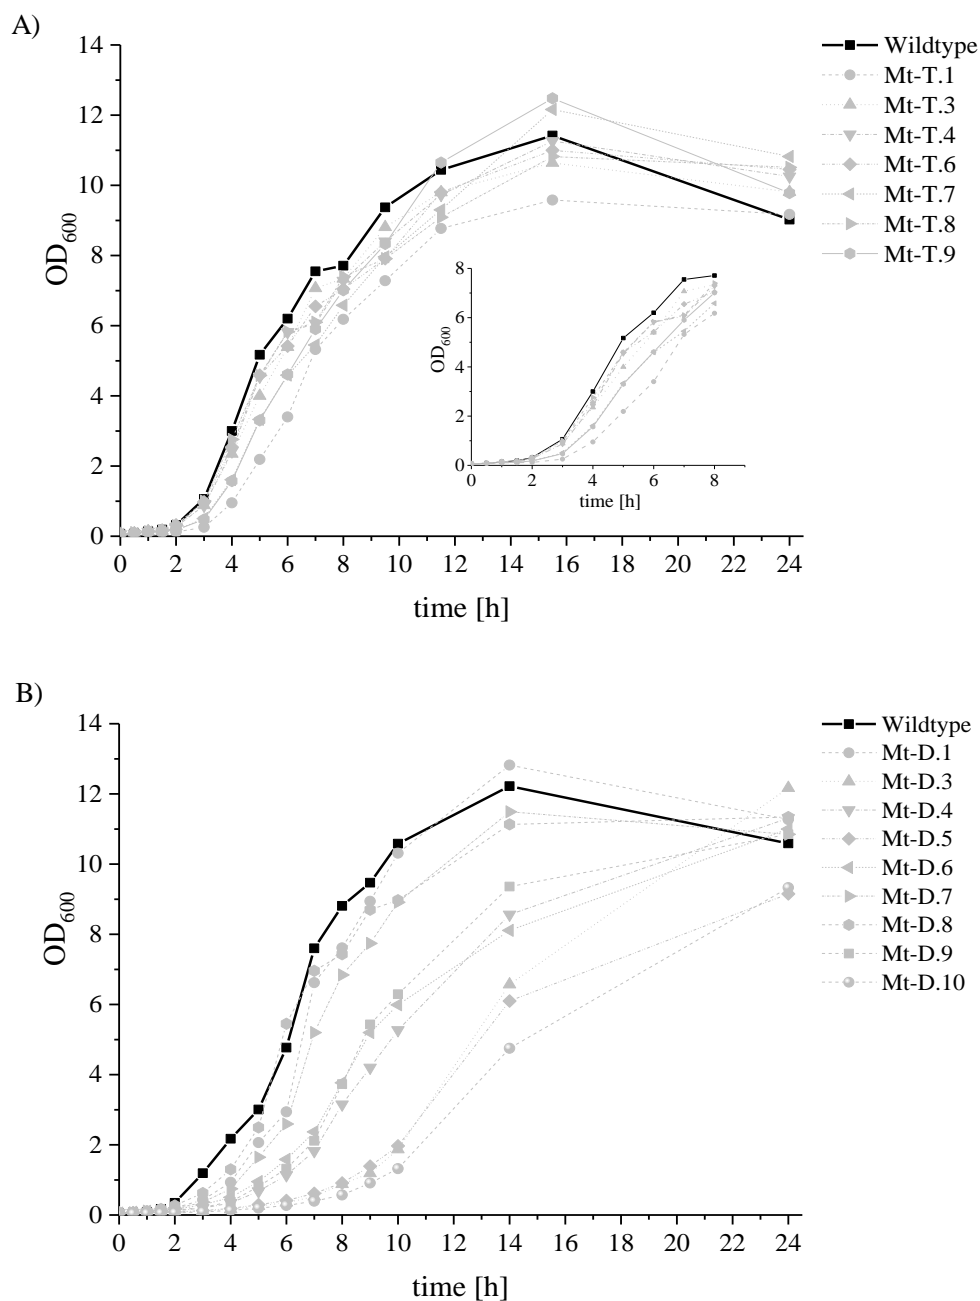 A)
14
12
10
8
6
4
2
0
OD600
0 2 4 6 8 10 12 14 16 18 20 22 24
time [h]
Wildtype
Mt-T.1
Mt-T.3
Mt-T.4
Mt-T.6
Mt-T.7
Mt-T.8
Mt-T.9
8
6
4
2
0
OD600
0 2 4 6 8
time [h]
B)
14
12
10
8
6
4
2
0
OD600
0 2 4 6 8 10 12 14 16 18 20 22 24
time [h]
Wildtype
Mt-D.1
Mt-D.3
Mt-D.4
Mt-D.5
Mt-D.6
Mt-D.7
Mt-D.8
Mt-D.9
Mt-D.10